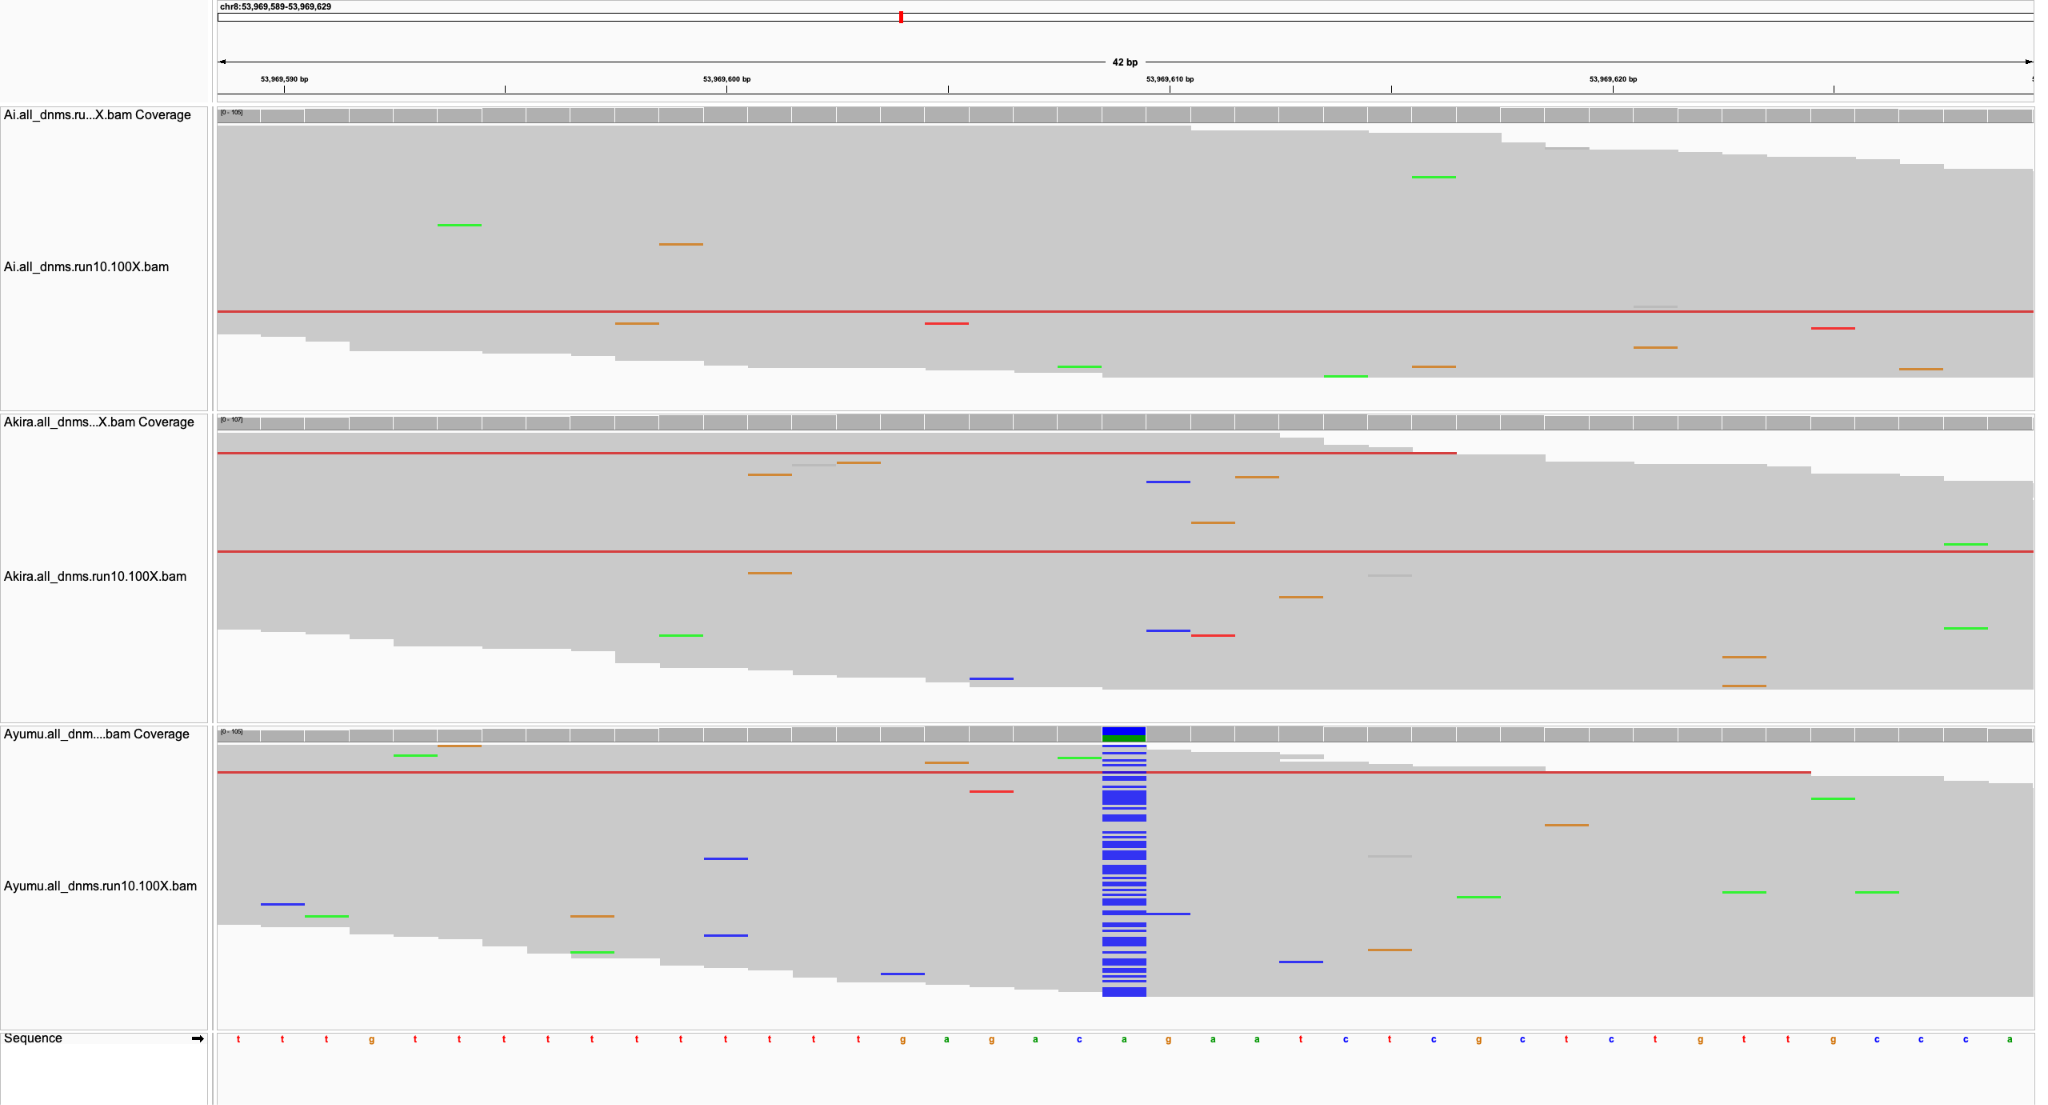 chr8:53,969,589-53,969,629
42 bp
53,969,590 bp 53,969,600 bp 53,969,610 bp 53,969,620 bp
Ai.all_dnms.ru...X.bam Coverage
[0 - 105]
Ai.all_dnms.run10.100X.bam
Akira.all_dnms...X.bam Coverage
[0 - 107]
Akira.all_dnms.run10.100X.bam
Ayumu.all_dnm....bam Coverage
[0 - 105]
Ayumu.all_dnms.run10.100X.bam
Sequence t t t g t t t t t t t t t t t g a g a c a g a a t c t c g c t c t g t t g c c c a